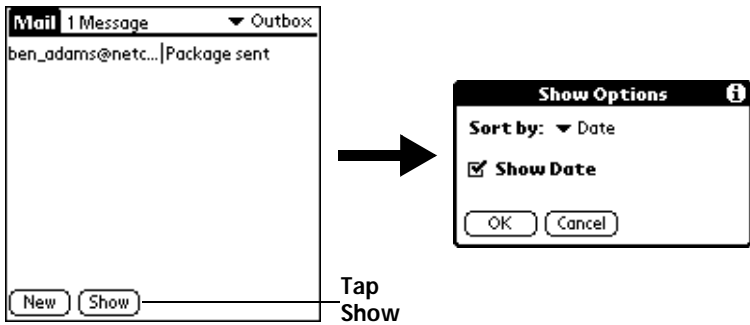 Mail 1 Message Outbox
ben_adams@netc... Package sent
New Show
Tap
Show
Show Options
Sort by: Date
Show Date
OK Cancel